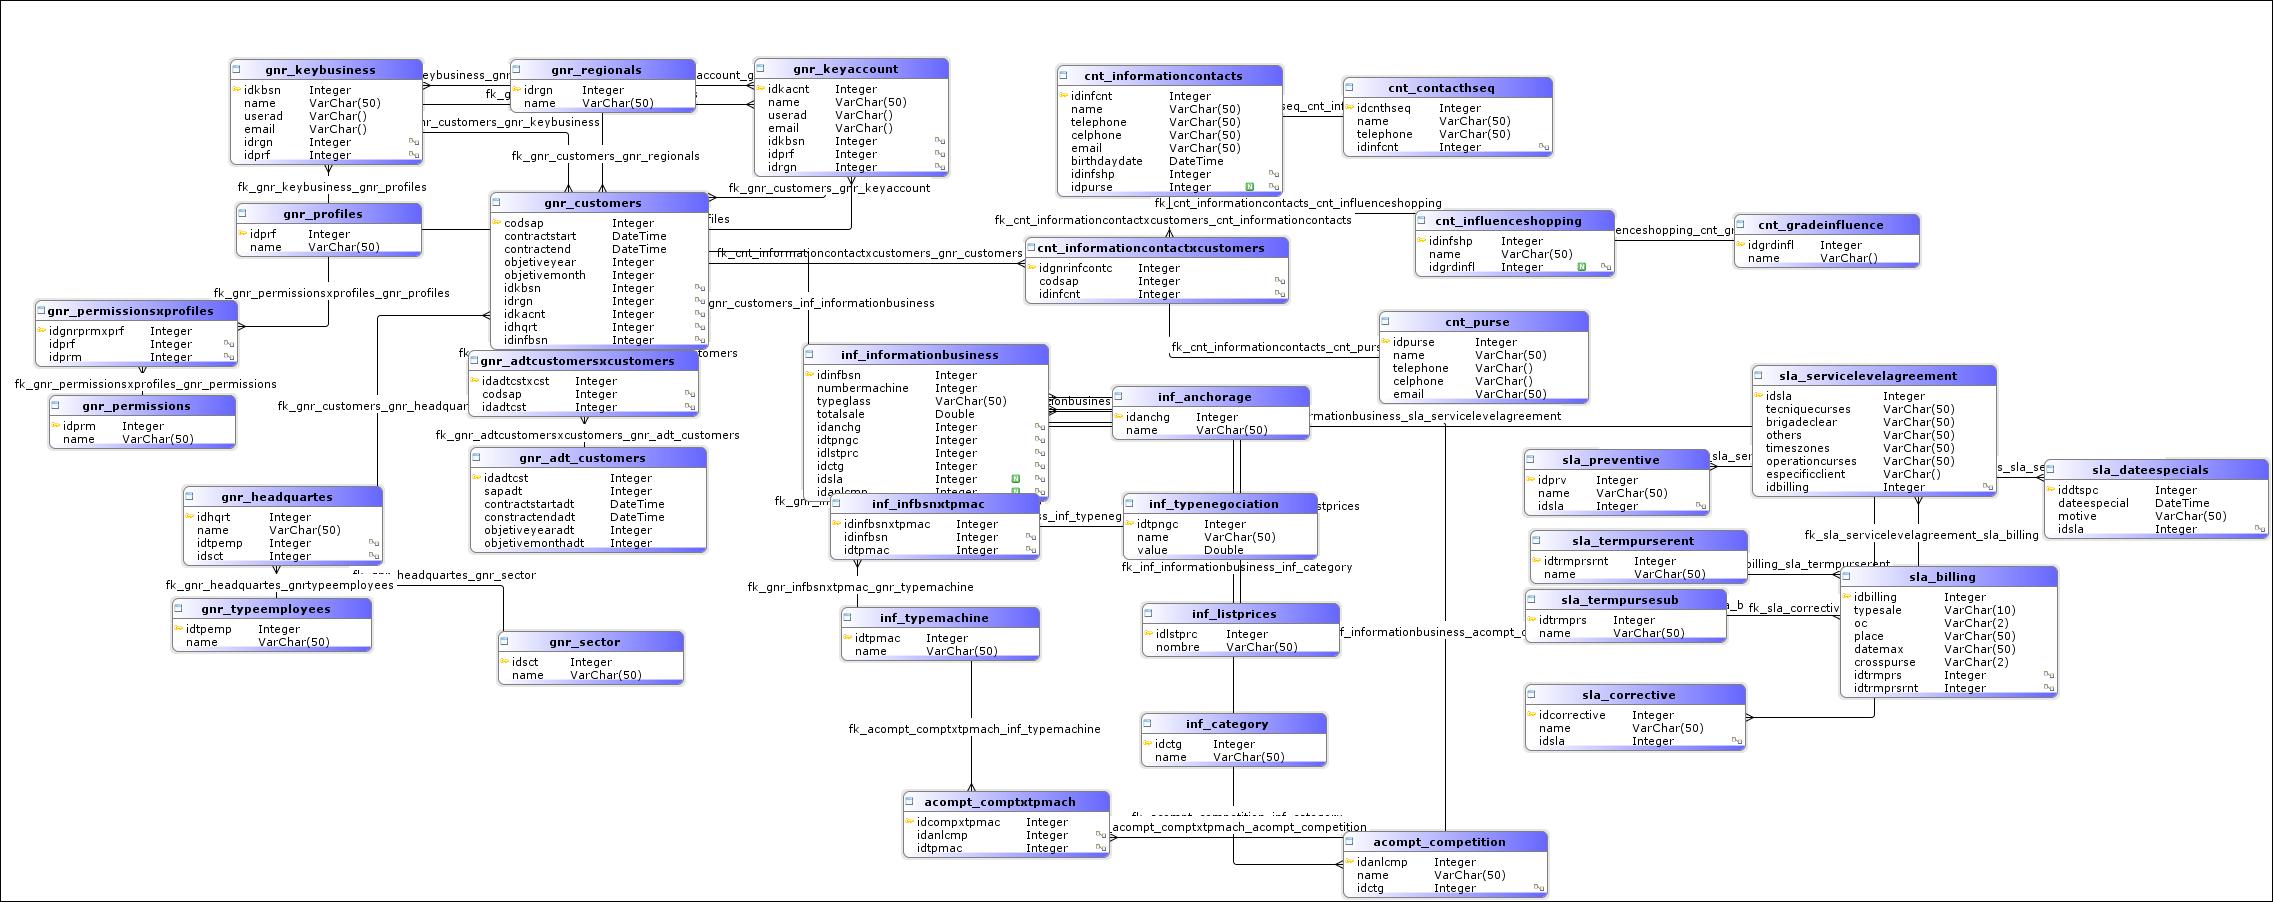 gnr_keybusiness
idkbsn Integer
name VarChar(50)
userad VarChar()
email VarChar()
idrgn Integer
idprf Integer
gnr_regionals
idrgn Integer
name VarChar(50)
gnr_keyaccount
idkacnt Integer
name VarChar(50)
userad VarChar()
email VarChar()
idkbsn Integer
idprf Integer
idrgn Integer
cnt_informationcontacts
idinfcnt Integer
name VarChar(50)
telephone VarChar(50)
celphone VarChar(50)
email VarChar(50)
birthdaydate DateTime
idinfshp Integer
idpurse Integer
cnt_contacthseq
idcnthseq Integer
name VarChar(50)
telephone VarChar(50)
idinfcnt Integer
nr_customers_gnr_keybusiness
fk_gnr_customers_gnr_regionals
fk_gnr_keybusiness_gnr_profiles
fk_gnr_customers_gnr_keyaccount
fk_cnt_informationcontacts_cnt_influenceshopping
fk_cnt_informationcontactxcustomers_cnt_informationcontacts
gnr_profiles
idprf Integer
name VarChar(50)
gnr_customers
codsap Integer
contractstart DateTime
contractend DateTime
objetiveyear Integer
objetivemonth Integer
idkbsn Integer
idrgn Integer
idkacnt Integer
idhqrt Integer
idinfbsn Integer
files
fk_cnt_informationcontactxcustomers_gnr_customers
cnt_informationcontactxcustomers
idgnrinfcontc Integer
codsap Integer
idinfcnt Integer
cnt_influenceshopping
idinfshp Integer
name VarChar(50)
idgrdinfl Integer
enceshopping_cnt_gr
cnt_gradeinfluence
idgrdinfl Integer
name VarChar()
fk_gnr_permissionsxprofiles_gnr_profiles
gnr_customers_inf_informationbusiness
gnr_permissionsxprofiles
idgnrprmxprf Integer
idprf Integer
idprm Integer
fk_gnr_permissionsxprofiles_gnr_permissions
gnr_permissions
idprm Integer
name VarChar(50)
gnr_adtcustomersxcustomers
idadtcstxcst Integer
codsap Integer
idadtcst Integer
tomers
fk_gnr_customers_gnr_headquar
fk_gnr_adtcustomersxcustomers_gnr_adt_customers
gnr_adt_customers
idadtcst Integer
sapadt Integer
contractstartadt DateTime
constractendadt DateTime
objetiveyearadt Integer
objetivemonthadt Integer
inf_informationbusiness
idinfbsn Integer
numbermachine Integer
typeglass VarChar(50)
totalsale Double
idanchg Integer
idtpngc Integer
idlstprc Integer
idctg Integer
idsla Integer
idanlcmp Integer
inf_anchorage
idanchg Integer
name VarChar(50)
fk_cnt_informationcontacts_cnt_purs
cnt_purse
idpurse Integer
name VarChar(50)
telephone VarChar()
celphone VarChar()
email VarChar(50)
rmationbusiness_sla_servicelevelagreement
sla_servicelevelagreement
idsla Integer
tecniquecurses VarChar(50)
brigadeclear VarChar(50)
others VarChar(50)
timeszones VarChar(50)
operationcurses VarChar(50)
especificclient VarChar()
idbilling Integer
sla_preventive
idprv Integer
name VarChar(50)
idsla Integer
sla_dateespecials
iddtspc Integer
dateespecial DateTime
motive VarChar(50)
idsla Integer
gnr_headquartes
idhqrt Integer
name VarChar(50)
idtpemp Integer
idsct Integer
fk_gnr_headquartes_gnrtypeemployees
headquartes_gnr_sector
gnr_typeemployees
idtpemp Integer
name VarChar(50)
gnr_sector
idsct Integer
name VarChar(50)
inf_infbsnxtpmac
idinfbsnxtpmac Integer
idinfbsn Integer
idtpmac Integer
ss_inf_typeneg
inf_typenegociation
idtpngc Integer
name VarChar(50)
value Double
stprices
fk_inf_informationbusiness_inf_category
fk_gnr_infbsnxtpmac_gnr_typemachine
inf_typemachine
idtpmac Integer
name VarChar(50)
inf_listprices
idlstprc Integer
nombre VarChar(50)
f_informationbusiness_acompt_c
fk_sla_servicelevelagreement_sla_billing
sla_termpurserent
idtrmprsrnt Integer
name VarChar(50)
billing_sla_termpurserent
sla_termpursesub
idtrmprs Integer
name VarChar(50)
fk_sla_correctiv
sla_billing
idbilling Integer
typesale VarChar(10)
oc VarChar(2)
place VarChar(50)
datemax VarChar(50)
crosspurse VarChar(2)
idtrmprs Integer
idtrmprsrnt Integer
sla_corrective
idcorrective Integer
name VarChar(50)
idsla Integer
inf_category
idctg Integer
name VarChar(50)
fk_acompt_comptxtpmach_inf_typemachine
acompt_comptxtpmach
idcompxtpmac Integer
idanlcmp Integer
idtpmac Integer
acompt_comptxtpmach_acompt_competition
acompt_competition
idanlcmp Integer
name VarChar(50)
idctg Integer